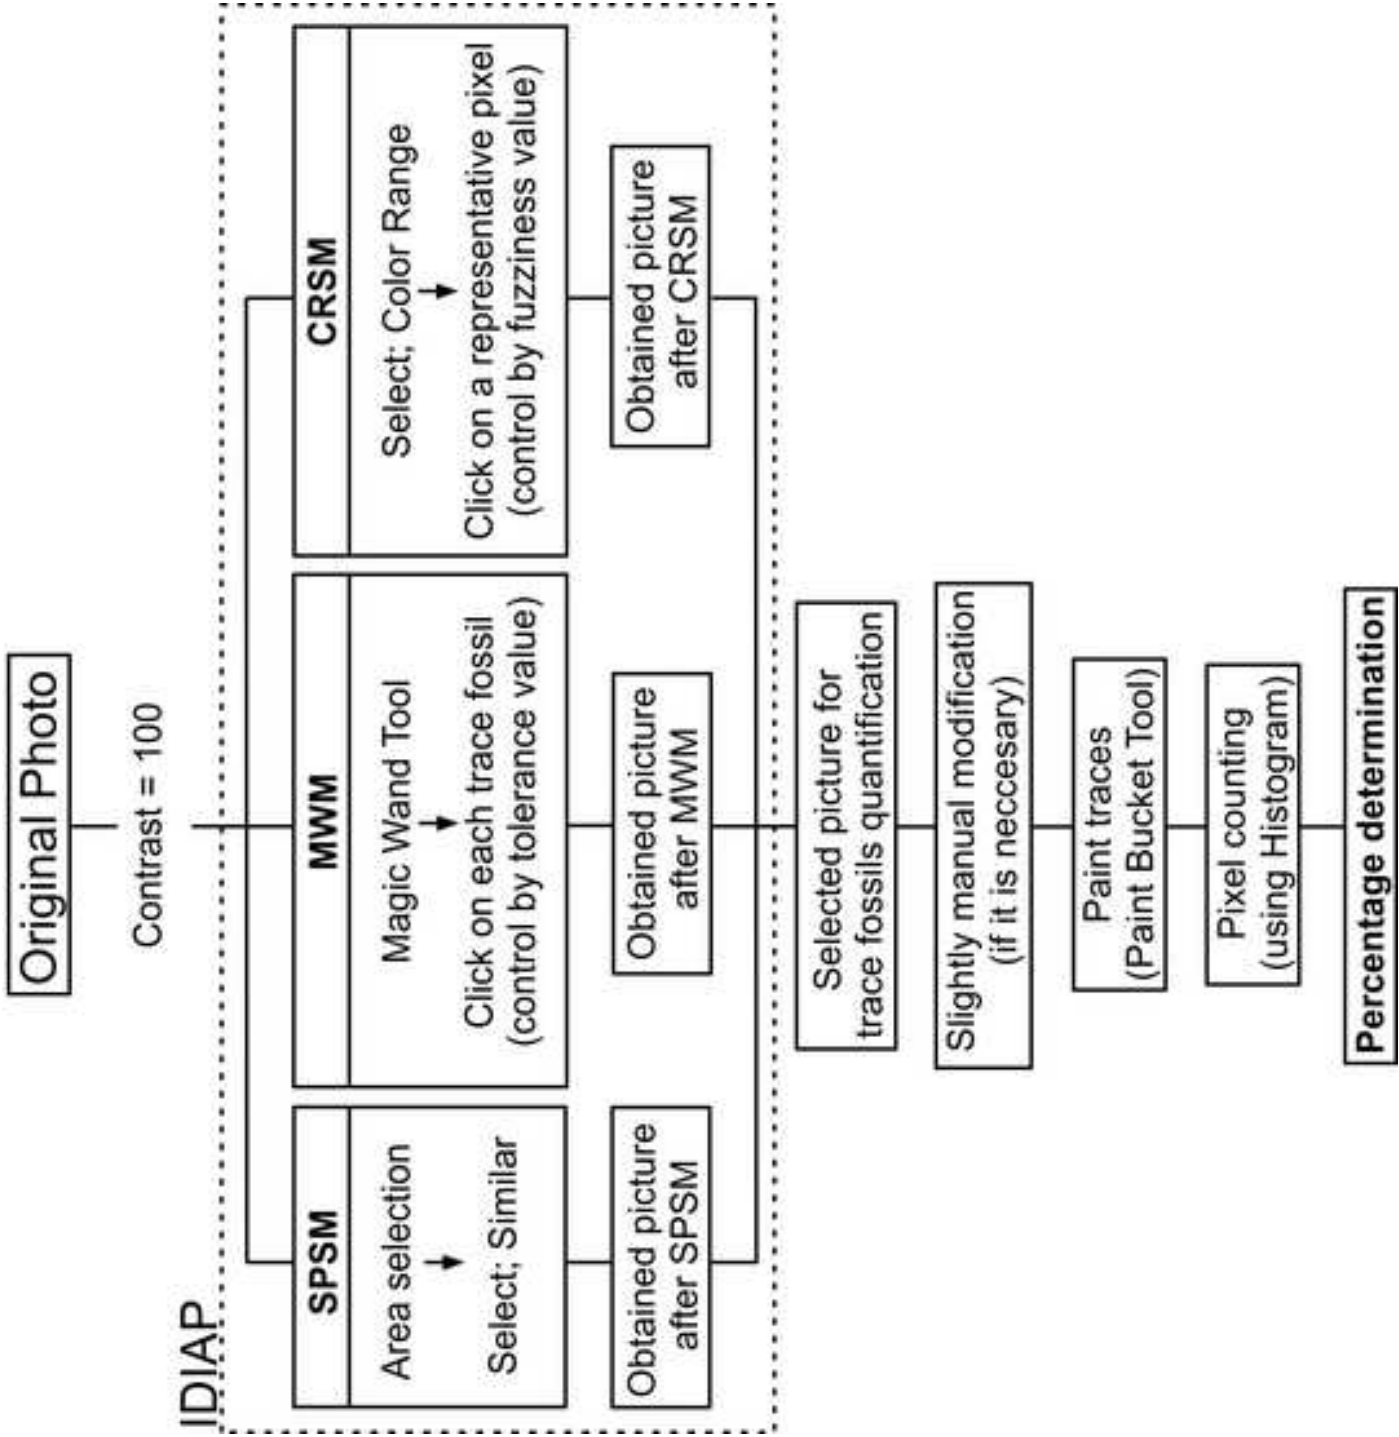 Original Photo
Contrast = 100
IDIAP
SPSM
Area selection
Select; Similar
Obtained picture
after SPSM
MWM
Magic Wand Tool
Click on each trace fossil
(control by tolerance value)
Obtained picture
after MWM
CRSM
Select; Color Range
Click on a representative pixel
(control by fuzziness value)
Obtained picture
after CRSM
Selected picture for
trace fossils quantification
Slightly manual modification
(if it is neccesary)
Paint traces
(Paint Bucket Tool)
Pixel counting
(using Histogram)
Percentage determination